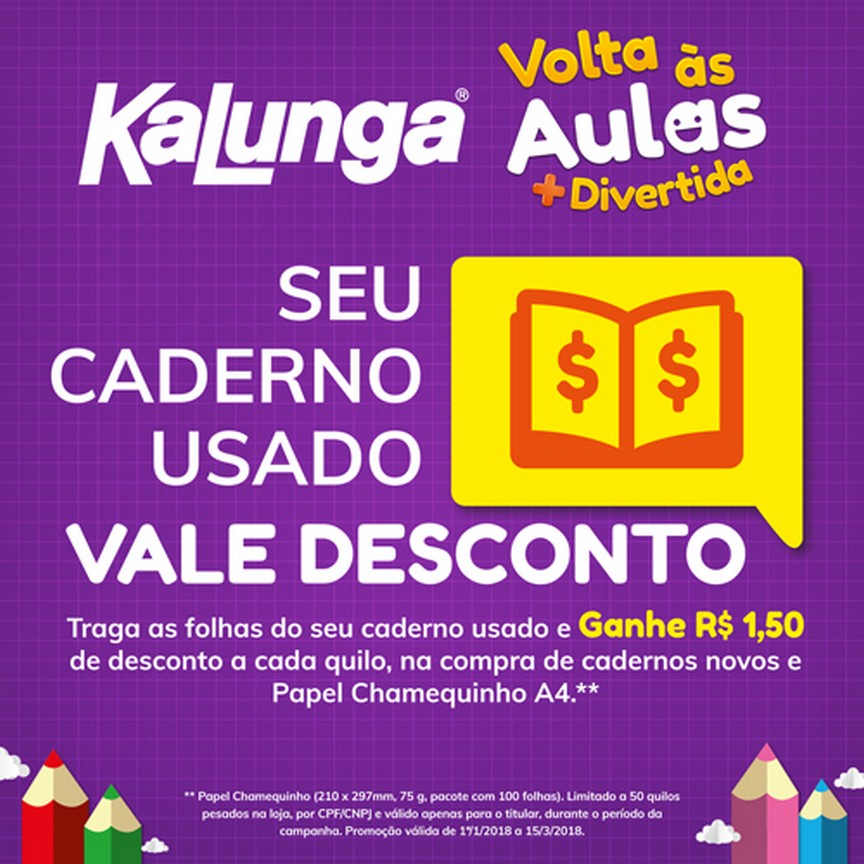 Kalunga®
Volta às
Aulas
+ Divertida
SEU
CADERNO
USADO
$ $
VALE DESCONTO
Traga as folhas do seu caderno usado e Ganhe R$ 1,50
de desconto a cada quilo, na compra de cadernos novos e
Papel Chamequinho A4.**
** Papel Chamequinho (210 x 297mm, 75 g, pacote com 100 folhas). Limitado a 50 quilos
pesados na loja, por CPF/CNPJ e válido apenas para o titular, durante o período da
campanha. Promoção válida de 1º/1/2018 a 15/3/2018.